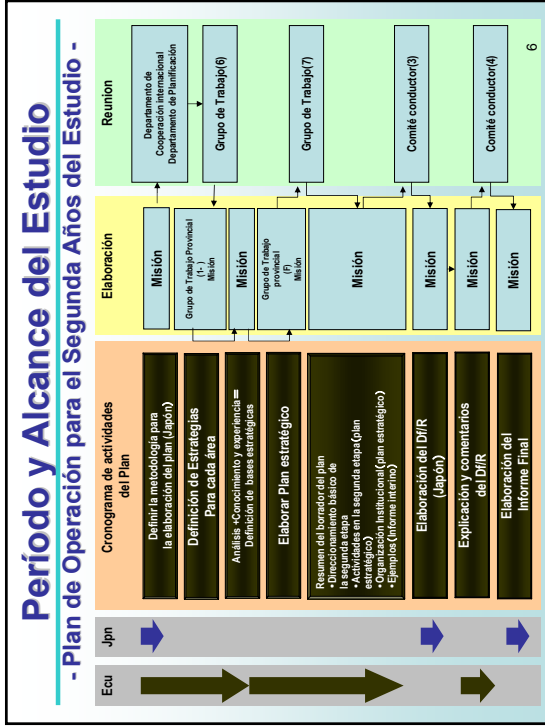 Período y Alcance del Estudio
- Plan de Operación para el Segunda Años del Estudio -
Ecu
Jpn
Cronograma de actividades
del Plan
Elaboración
Reunion
Definir la metodología para
la elaboración del plan (Japón)
Misión
Departamento de
Cooperación internacional
Departamento de Planificación
Definición de Estrategias
Para cada área
Grupo de Trabajo Provincial
(1- )
Misión
Grupo de Trabajo(6)
Análisis +Conocimiento y experiencia＝
Definición de bases estratégicas
Misión
Elaborar Plan estratégico
Grupo de Trabajo
provincial
(F)
Misión
Grupo de Trabajo(7)
Resumen del borrador del plan
•Direccionamiento básico de
la segunda etapa
•Actividades en la segunda etapa(plan
estratégico)
•Organización Institucional(plan estratégico)
•Ejemplos(Informe interno)
Misión
Comité conductor(3)
Elaboración del Df/R
(Japón)
Misión
Explicación y comentarios
del Df/R
Misión
Comité conductor(4)
Elaboración del
Informe Final
Misión
6